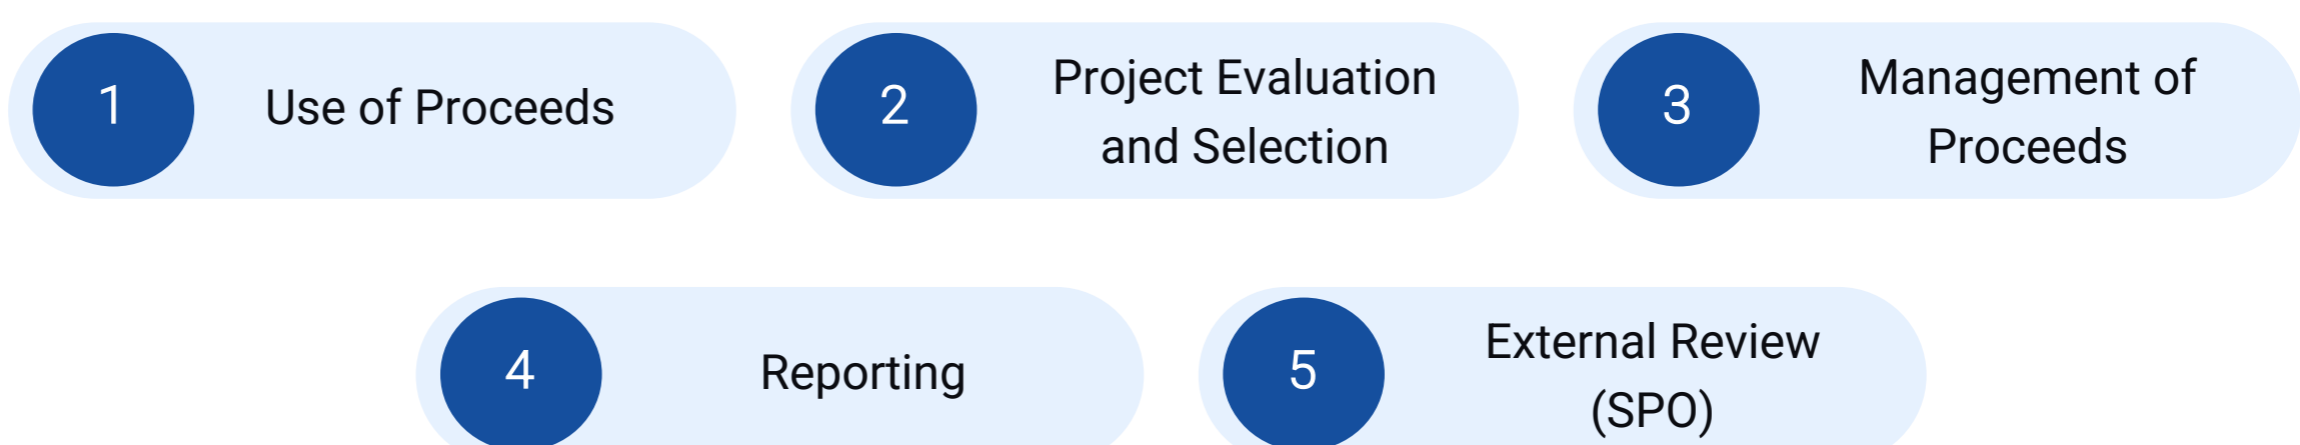 1
Use of Proceeds
2
Project Evaluation
and Selection
3
Management of
Proceeds
4
Reporting
5
External Review
(SPO)